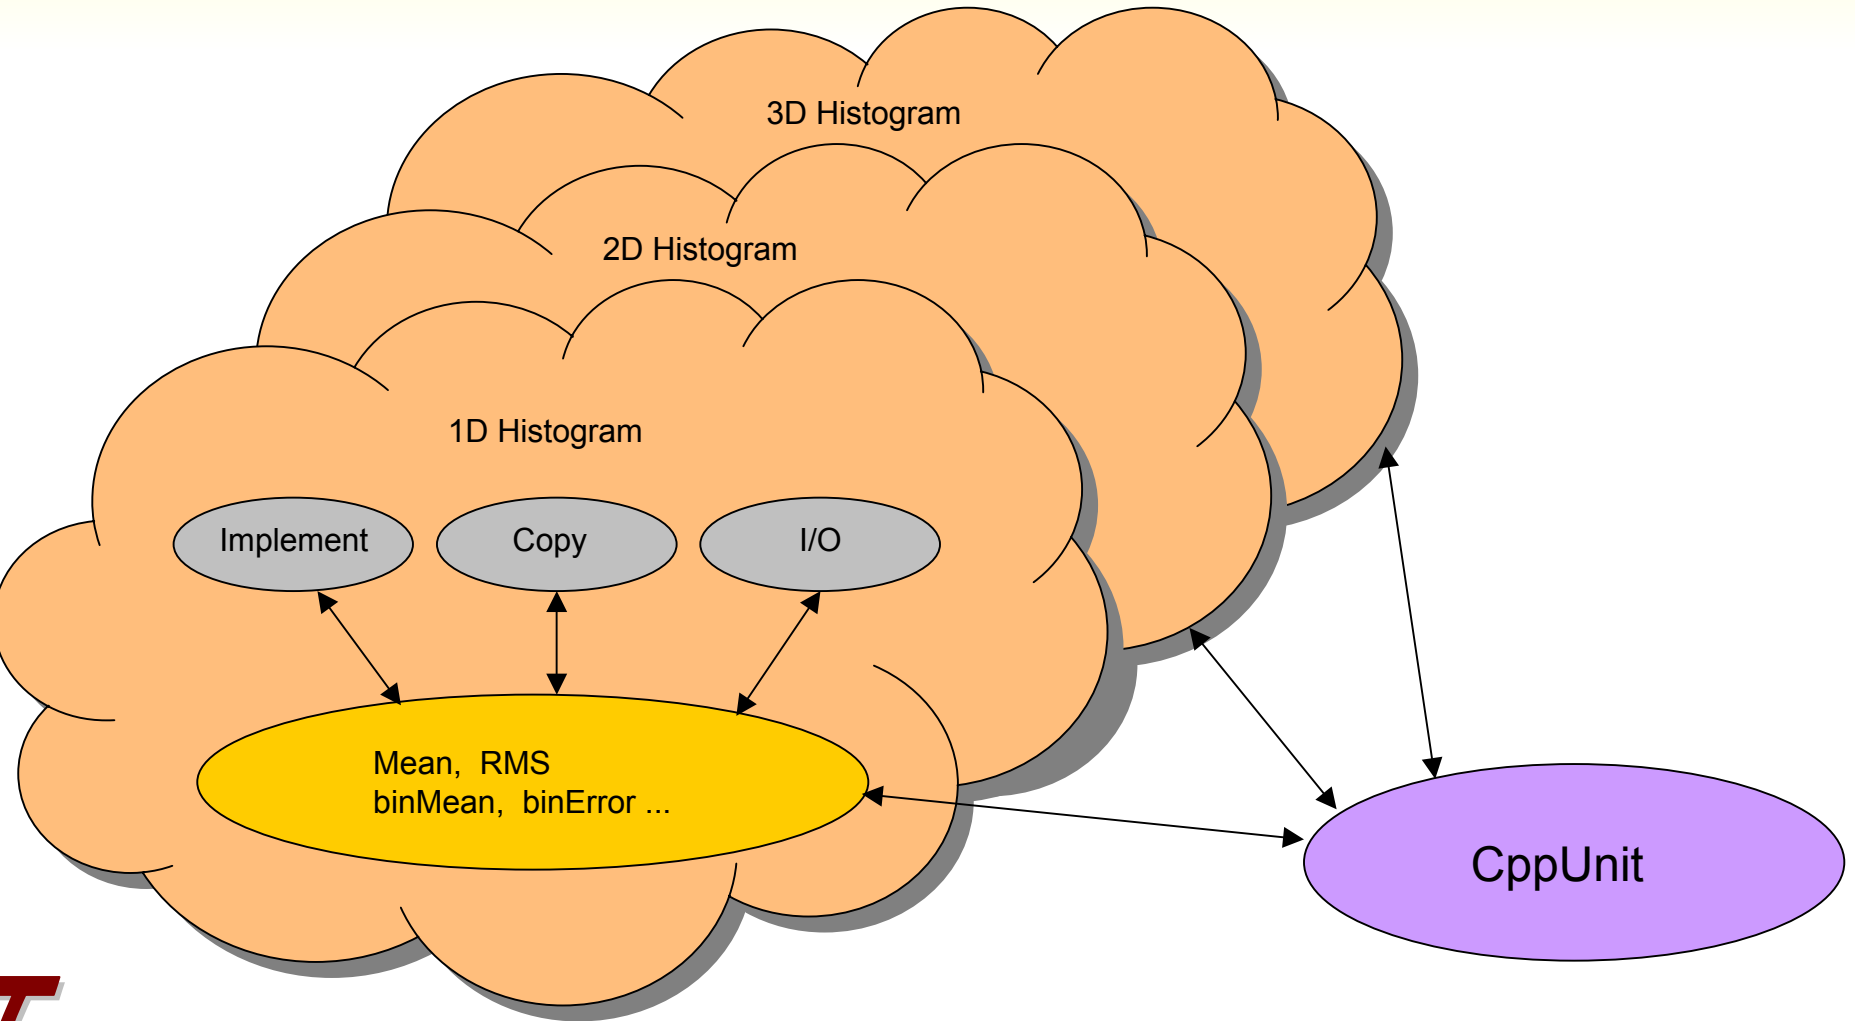 3D Histogram
2D Histogram
1D Histogram
Implement
Copy
I/O
Mean, RMS
binMean, binError ...
CppUnit
T